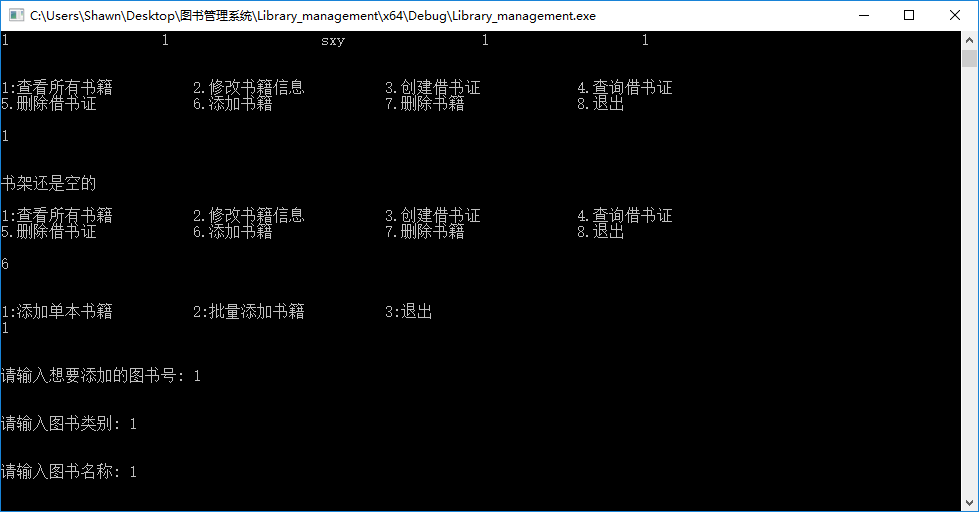 C:\Users\Shawn\Desktop\图书管理系统\Library_management\x64\Debug\Library_management.exe
1 1 sxy 1 1
1:查看所有书籍 2.修改书籍信息 3.创建借书证 4.查询借书证
5.删除借书证 6.添加书籍 7.删除书籍 8.退出
1
书架还是空的
1:查看所有书籍 2.修改书籍信息 3.创建借书证 4.查询借书证
5.删除借书证 6.添加书籍 7.删除书籍 8.退出
6
1:添加单本书籍 2:批量添加书籍 3:退出
1
请输入想要添加的图书号: 1
请输入图书类别: 1
请输入图书名称: 1